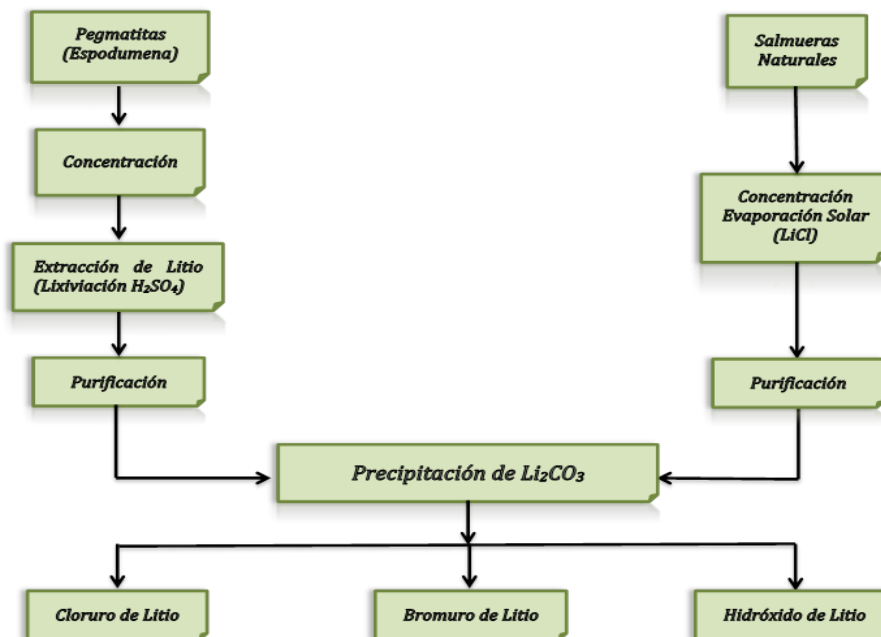 Pegmatitas
(Espodumena)
Salmueras
Naturales
Concentración
Concentración
Evaporación Solar
(LiCl)
Extracción de Litio
(Lixiviación H₂SO₄)
Purificación
Purificación
Precipitación de Li₂CO₃
Cloruro de Litio
Bromuro de Litio
Hidróxido de Litio